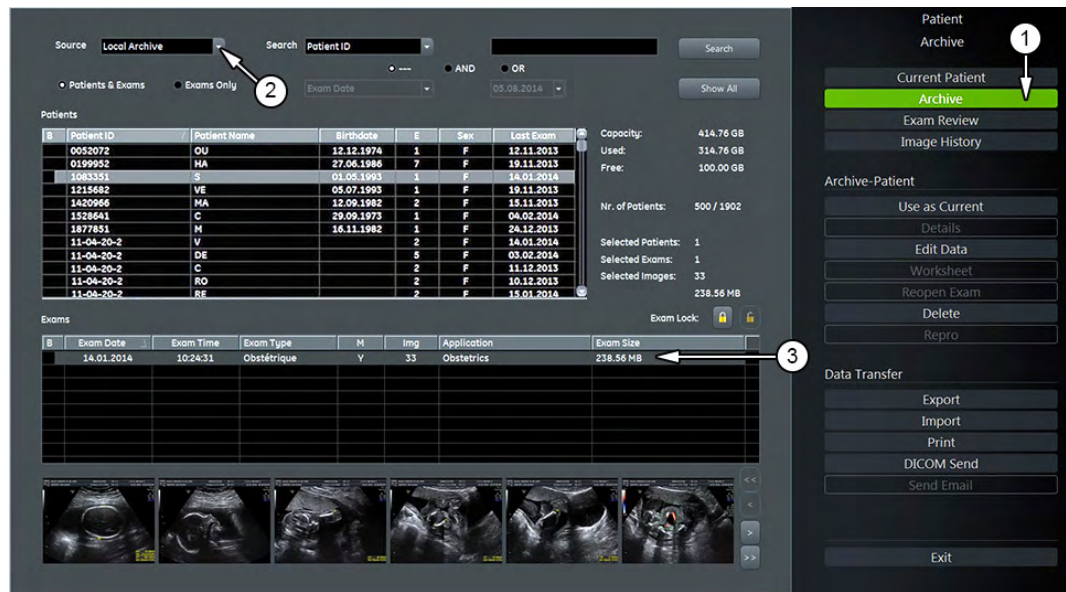 Source Local Archive Search Patient ID Search
--- AND OR
Patients & Exams Exams Only Exam Date 05.08.2014 Show All
Patients
B Patient ID / Patient Name Birthdate E Sex Last Exam
0052072 OU 12.12.1974 1 F 12.11.2013
0199952 HA 27.06.1986 7 F 19.11.2013
1083351 S 01.05.1993 1 F 14.01.2014
1215682 VE 05.07.1993 1 F 19.11.2013
1420966 MA 12.09.1982 2 F 15.11.2013
1528641 C 29.09.1973 1 F 04.02.2014
1877851 M 16.11.1982 1 F 24.12.2013
11-04-20-2 V 2 F 14.01.2014
11-04-20-2 DE 5 F 03.02.2014
11-04-20-2 C 2 F 11.12.2013
11-04-20-2 RO 2 F 10.12.2013
11-04-20-2 RE 2 F 15.01.2014
Capacity: 414.76 GB
Used: 314.76 GB
Free: 100.00 GB
Nr. of Patients: 500 / 1902
Selected Patients: 1
Selected Exams: 1
Selected Images: 33
238.56 MB
Exams
Exam Lock:
B Exam Date Exam Time Exam Type M Img Application Exam Size
14.01.2014 10:24:31 Obstétrique Y 33 Obstetrics 238.56 MB
<<
<
>
>>
Patient
Archive
Current Patient
Archive
Exam Review
Image History
Archive-Patient
Use as Current
Details
Edit Data
Worksheet
Reopen Exam
Delete
Repro
Data Transfer
Export
Import
Print
DICOM Send
Send Email
Exit
1
2
3